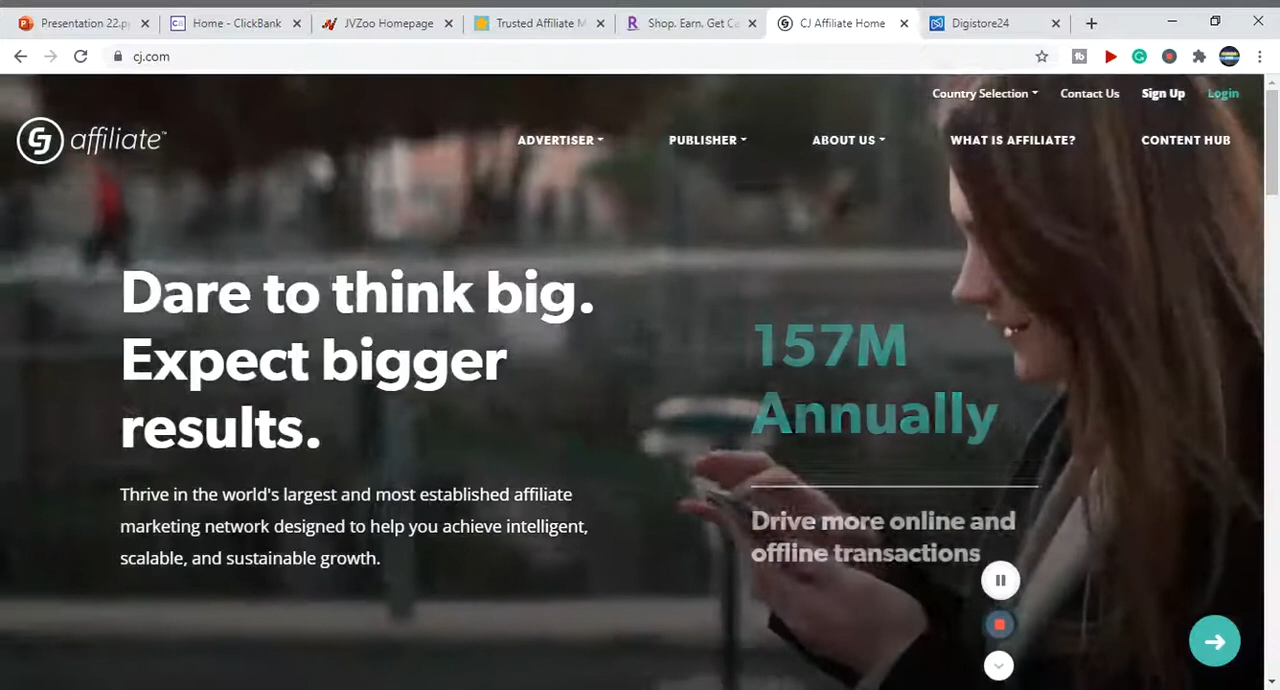 Presentation 22.p
Home - ClickBank
JVZoo Homepage
Trusted Affiliate M
Shop. Earn. Get Ca
CJ Affiliate Home
Digistore24
cj.com
Country Selection
Contact Us
Sign Up
Login
affiliate
ADVERTISER
PUBLISHER
ABOUT US
WHAT IS AFFILIATE?
CONTENT HUB
Dare to think big.
Expect bigger
results.
Thrive in the world's largest and most established affiliate
marketing network designed to help you achieve intelligent,
scalable, and sustainable growth.
157M
Annually
Drive more online and
offline transactions